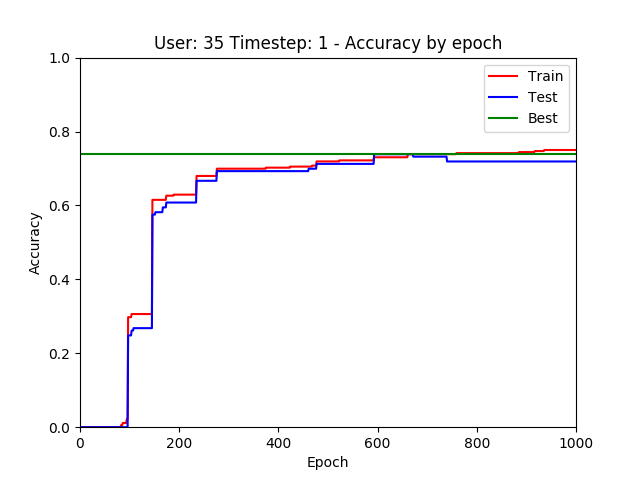 User: 35 Timestep: 1 - Accuracy by epoch
1.0
0.8
0.6
0.4
0.2
0.0
Accuracy
Train
Test
Best
0 200 400 600 800 1000
Epoch